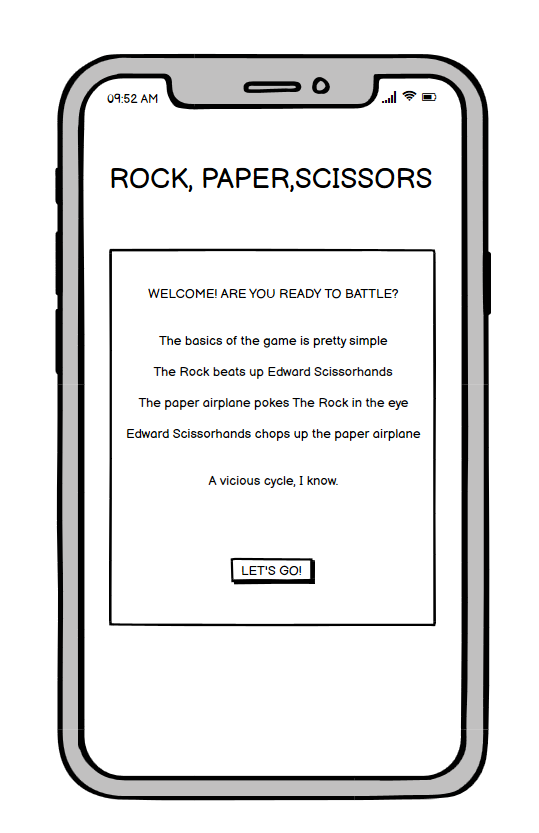 09:52 AM
ROCK, PAPER,SCISSORS
WELCOME! ARE YOU READY TO BATTLE?
The basics of the game is pretty simple
The Rock beats up Edward Scissorhands
The paper airplane pokes The Rock in the eye
Edward Scissorhands chops up the paper airplane
A vicious cycle, I know.
LET'S GO!